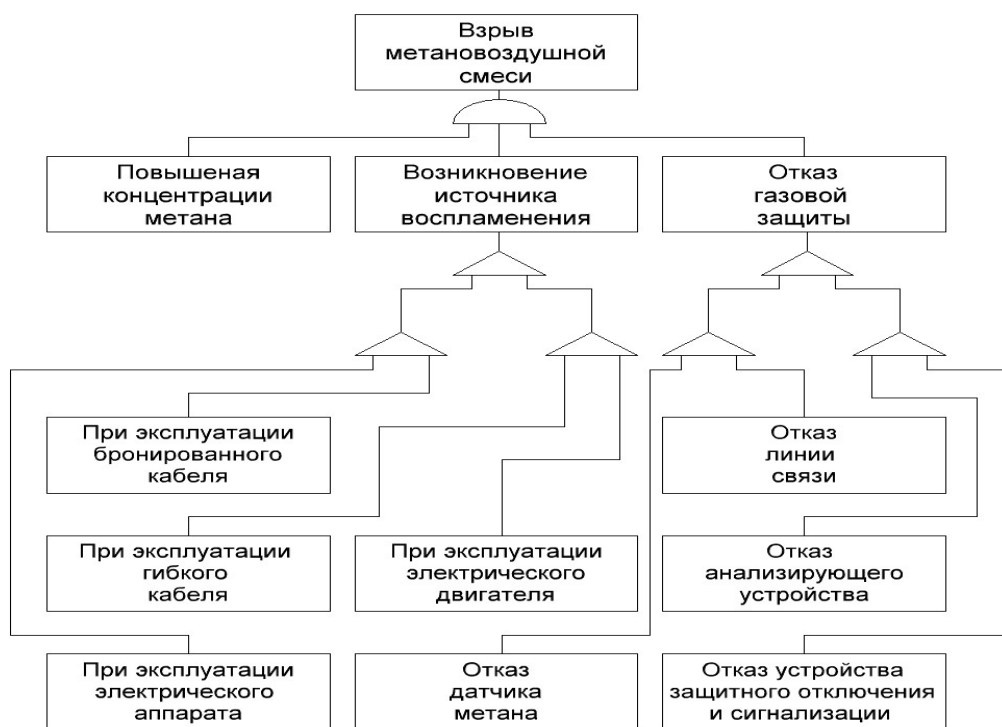 Взрыв
метановоздушной
смеси
Повышеная
концентрации
метана
Возникновение
источника
воспламенения
Отказ
газовой
защиты
При эксплуатации
бронированного
кабеля
Отказ
линии
связи
При эксплуатации
гибкого
кабеля
При эксплуатации
электрического
двигателя
Отказ
анализирующего
устройства
При эксплуатации
электрического
аппарата
Отказ
датчика
метана
Отказ устройства
защитного отключения
и сигнализации